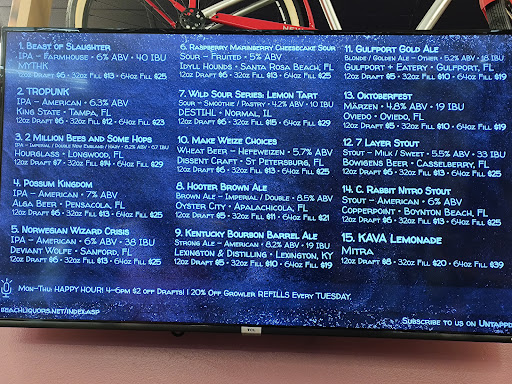 1. Beast of Slaughter
IPA - Farmhouse • 6% ABV • 40 IBU
MYTHK
12oz Draft $6 • 32oz Fill $13 • 64oz Fill $25
2. TROPUNK
IPA - American • 6.3% ABV
King State • Tampa, FL
12oz Draft $6 • 32oz Fill $12 • 64oz Fill $23
3. 2 Million Bees and Some Hops
IPA - Imperial / Double New England / Hazy • 8.2% ABV • 67 IBU
Hourglass • Longwood, FL
12oz Draft $7 • 32oz Fill $14 • 64oz Fill $29
4. Possum Kingdom
IPA - American • 7% ABV
Alga Beer • Pensacola, FL
12oz Draft $6 • 32oz Fill $13 • 64oz Fill $25
5. Norwegian Wizard Crisis
IPA - American • 6% ABV • 38 IBU
Deviant Wolfe • Sanford, FL
12oz Draft $6 • 32oz Fill $13 • 64oz Fill $25
6. Raspberry Marinberry Cheesecake Sour
Sour - Fruited • 5% ABV
Idyll Hounds • Santa Rosa Beach, FL
12oz Draft $6 • 32oz Fill $13 • 64oz Fill $25
7. Wild Sour Series: Lemon Tart
Sour - Smoothie / Pastry • 4.2% ABV • 10 IBU
DESTIHL • Normal, IL
12oz Draft $6 • 32oz Fill $15 • 64oz Fill $29
10. Make Weize Choices
Wheat Beer - Hefeweizen • 5.7% ABV
Dissent Craft • St Petersburg, FL
12oz Draft $6 • 32oz Fill $13 • 64oz Fill $25
8. Hooter Brown Ale
Brown Ale - Imperial / Double • 8.5% ABV
Oyster City • Apalachicola, FL
12oz Draft $5 • 32oz Fill $11 • 64oz Fill $21
9. Kentucky Bourbon Barrel Ale
Strong Ale - American • 8.2% ABV • 19 IBU
Lexington & Distilling • Lexington, KY
12oz Draft $5 • 32oz Fill $10 • 64oz Fill $19
11. Gulfport Gold Ale
Blonde / Golden Ale - Other • 5.2% ABV • 18 IBU
Gulfport + Eatery • Gulfport, FL
12oz Draft $5 • 32oz Fill $10 • 64oz Fill $19
13. Oktoberfest
Märzen • 4.8% ABV • 19 IBU
Oviedo • Oviedo, FL
12oz Draft $5 • 32oz Fill $10 • 64oz Fill $19
12. 7 Layer Stout
Stout - Milk / Sweet • 5.5% ABV • 33 IBU
Bowigens Beer • Casselberry, FL
12oz Draft $6 • 32oz Fill $13 • 64oz Fill $25
14. C. Rabbit Nitro Stout
Stout - American • 6% ABV
Copperpoint • Boynton Beach, FL
12oz Draft $6 • 32oz Fill $13 • 64oz Fill $25
15. KAVA Lemonade
Mitra
12oz Draft $8 • 32oz Fill $20 • 64oz Fill $39
Mon-Thu HAPPY HOUR! 4-6pm $2 off Drafts! | 20% Off Growler REFILLS Every TUESDAY.
BEACHLIQUORS.NET/INDEX.ASP
Subscribe to us on Untappd
TCL